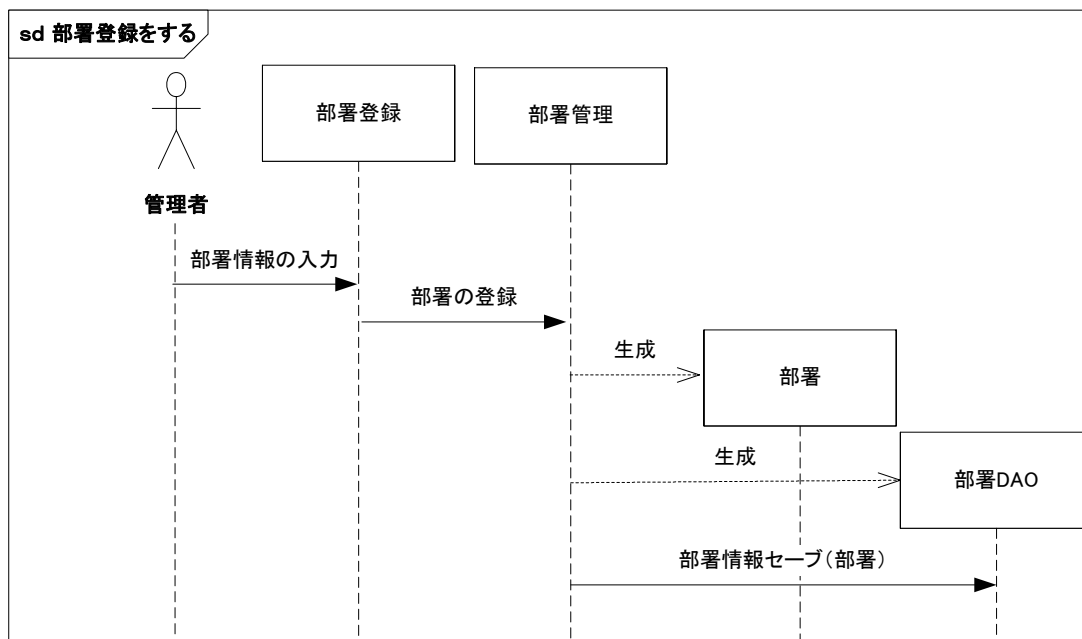 sd 部署登録をする
部署登録
部署管理
管理者
部署情報の入力
部署の登録
生成
部署
生成
部署DAO
部署情報セーブ(部署)